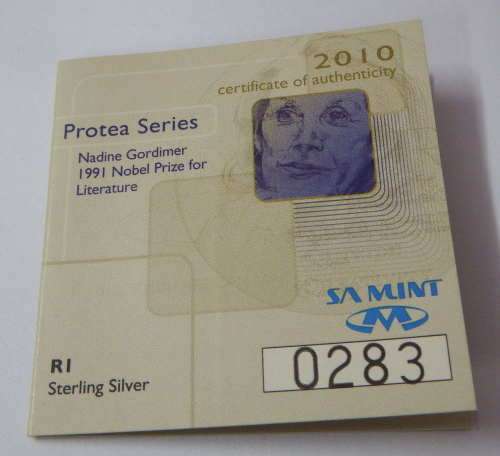 2010
certificate of authenticity
Protea Series
Nadine Gordimer
1991 Nobel Prize for
Literature
SA MINT
R1
Sterling Silver
0283